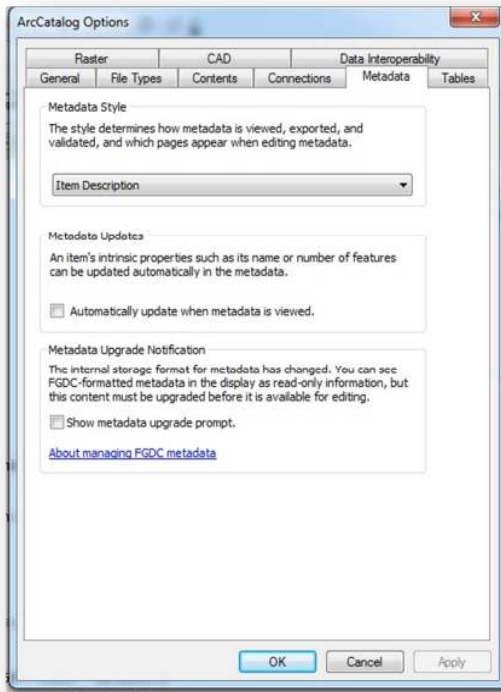 ArcCatalog Options
Raster
CAD
Data Interoperability
General
File Types
Contents
Connections
Metadata
Tables
Metadata Style
The style determines how metadata is viewed, exported, and
validated, and which pages appear when editing metadata.
Item Description
Metadata Updates
An item's intrinsic properties such as its name or number of features
can be updated automatically in the metadata.
Automatically update when metadata is viewed.
Metadata Upgrade Notification
The internal storage format for metadata has changed. You can see
FGDC-formatted metadata in the display as read-only information, but
this content must be upgraded before it is available for editing.
Show metadata upgrade prompt.
About managing FGDC metadata
OK
Cancel
Apply